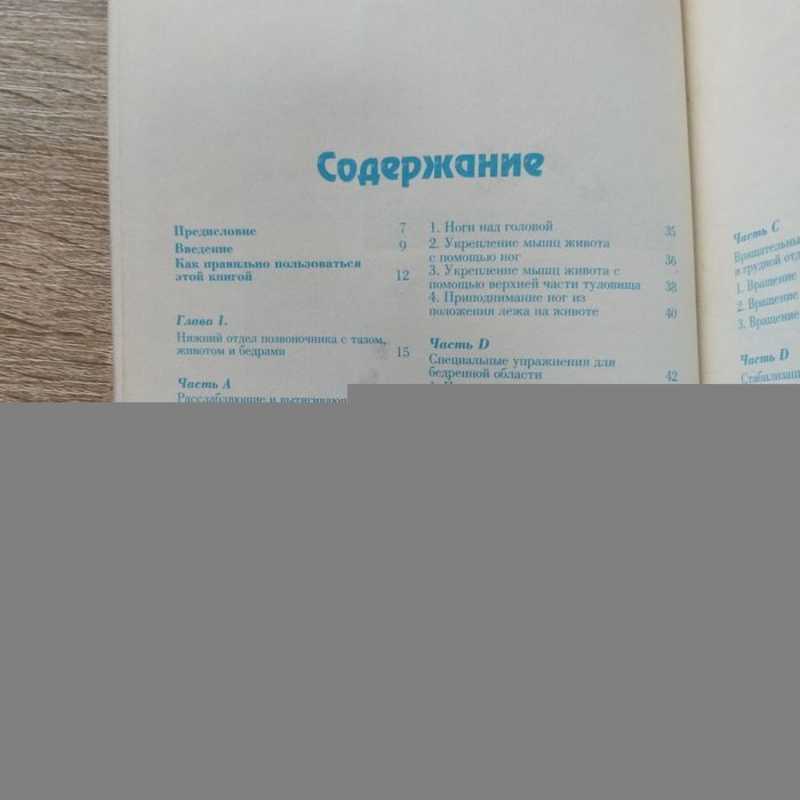 Содержание
Предисловие 7
Введение 9
Как правильно пользоваться
этой книгой 12
Глава I.
Нижний отдел позвоночника с тазом,
животом и бедрами 15
Часть A
Расслабляющие и
1. Ноги над головой 35
2. Укрепление мышц живота
с помощью ног 36
3. Укрепление мышц живота с
помощью верхней части туловища 38
4. Приподнимание ног из
положения лежа на животе 40
Часть D
Специальные упражнения для
бедренной области 42
Часть C
в грудной
1. Вращение
2. Вращение
3. Вращение
Часть D